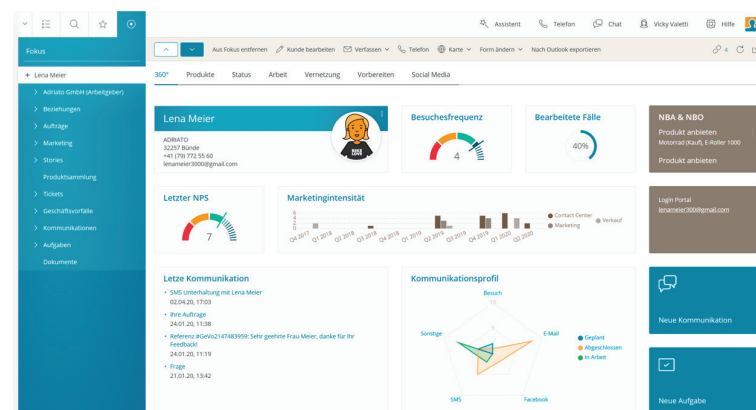 Assistent Telefon Chat Vicky Valetti Hilfe
Fokus
Aus Fokus entfernen Kunde bearbeiten Verfassen Telefon Karte Form ändern Nach Outlook exportieren 4
+ Lena Meier
360° Produkte Status Arbeit Vernetzung Vorbereiten Social Media
Adriato GmbH (Arbeitgeber)
Beziehungen
Aufträge
Marketing
Stories
Produktsammlung
Tickets
Geschäftsvorfälle
Kommunikationen
Aufgaben
Dokumente
Lena Meier
ADRIATO
32257 Bünde
+41 (79) 772 55 60
lenameier3000@gmail.com
BIKE
LOVE
Besuchesfrequenz
4
Bearbeitete Fälle
40%
NBA & NBO
Produkt anbieten
Motorrad (Kauf), E-Roller 1000
Produkt anbieten
Letzter NPS
7
Marketingintensität
Q4 2017 Q1 2018 Q2 2018 Q3 2018 Q4 2018 Q1 2019 Q2 2019 Q3 2019 Q4 2019 Q1 2020 Q2 2020
Contact Center
Marketing
Verkauf
Login Portal
lenameier300@gmail.com
Letze Kommunikation
SMS Unterhaltung mit Lena Meier
02.04.20, 17:03
Ihre Auftrage
24.01.20, 11:38
Referenz #GeVo2147483959: Sehr geehrte Frau Meier, danke für Ihr
Feedback!
24.01.20, 11:19
Frage
21.01.20, 13:42
Kommunikationsprofil
Besuch
10
5
Sonstige
E-Mail
SMS
Facebook
Geplant
Abgeschlossen
In Arbeit
Neue Kommunikation
Neue Aufgabe